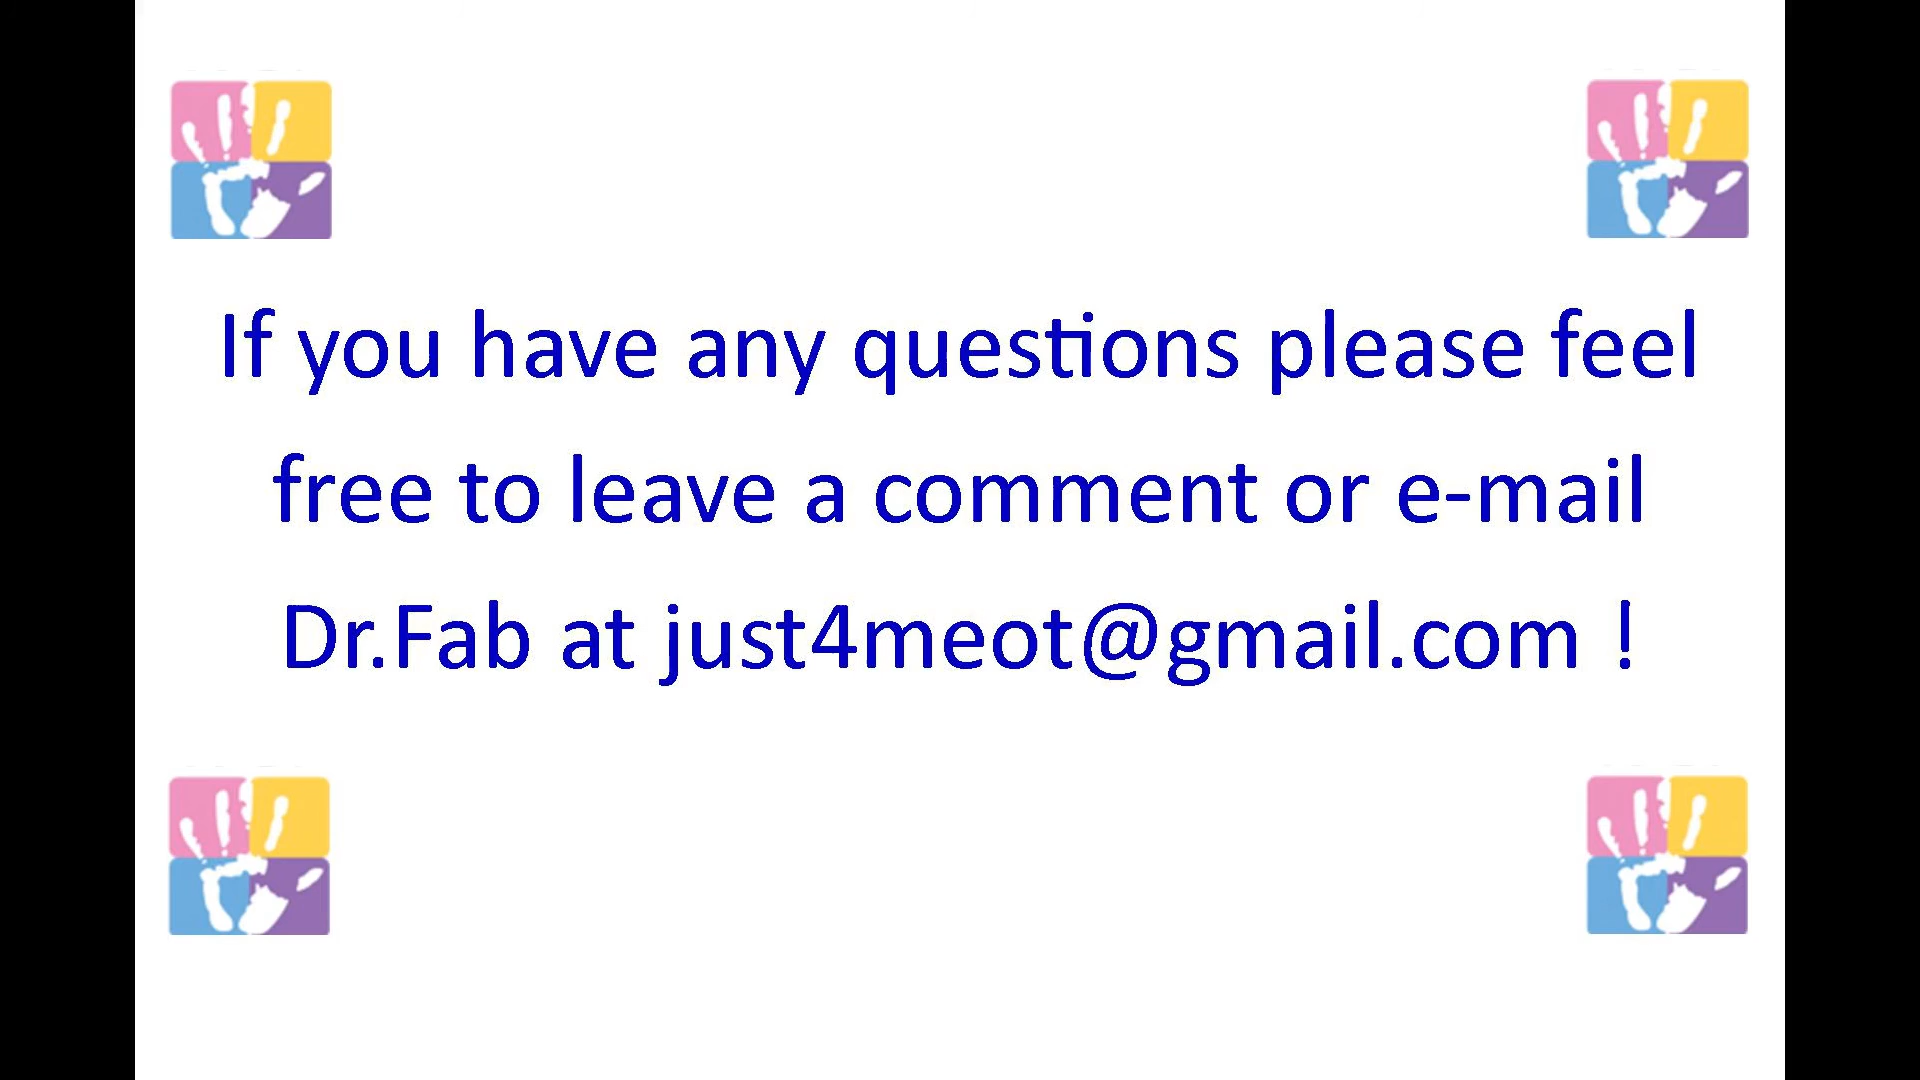 If you have any questions please feel
free to leave a comment or e-mail
Dr.Fab at just4meot@gmail.com !